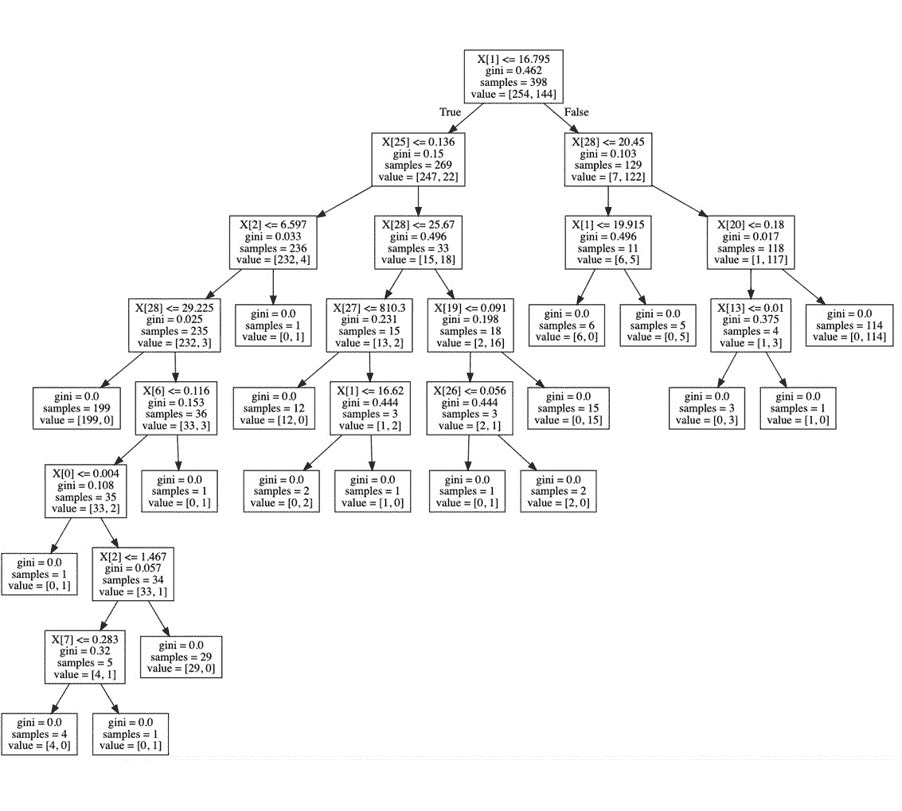 X[1] <= 16.795
gini = 0.462
samples = 398
value = [254, 144]
True
False
X[25] <= 0.136
gini = 0.15
samples = 269
value = [247, 22]
X[28] <= 20.45
gini = 0.103
samples = 129
value = [7, 122]
X[2] <= 6.597
gini = 0.033
samples = 236
value = [232, 4]
X[28] <= 25.67
gini = 0.496
samples = 33
value = [15, 18]
X[1] <= 19.915
gini = 0.496
samples = 11
value = [6, 5]
X[20] <= 0.18
gini = 0.017
samples = 118
value = [1, 117]
X[28] <= 29.225
gini = 0.025
samples = 235
value = [232, 3]
gini = 0.0
samples = 1
value = [0, 1]
X[27] <= 810.3
gini = 0.231
samples = 15
value = [13, 2]
X[19] <= 0.091
gini = 0.198
samples = 18
value = [2, 16]
gini = 0.0
samples = 6
value = [6, 0]
gini = 0.0
samples = 5
value = [0, 5]
X[13] <= 0.01
gini = 0.375
samples = 4
value = [1, 3]
gini = 0.0
samples = 114
value = [0, 114]
gini = 0.0
samples = 199
value = [199, 0]
X[6] <= 0.116
gini = 0.153
samples = 36
value = [33, 3]
gini = 0.0
samples = 12
value = [12, 0]
X[1] <= 16.62
gini = 0.444
samples = 3
value = [1, 2]
X[26] <= 0.056
gini = 0.444
samples = 3
value = [2, 1]
gini = 0.0
samples = 15
value = [0, 15]
gini = 0.0
samples = 3
value = [0, 3]
gini = 0.0
samples = 1
value = [1, 0]
X[0] <= 0.004
gini = 0.108
samples = 35
value = [33, 2]
gini = 0.0
samples = 1
value = [0, 1]
gini = 0.0
samples = 2
value = [0, 2]
gini = 0.0
samples = 1
value = [1, 0]
gini = 0.0
samples = 1
value = [0, 1]
gini = 0.0
samples = 2
value = [2, 0]
gini = 0.0
samples = 1
value = [0, 1]
X[2] <= 1.467
gini = 0.057
samples = 34
value = [33, 1]
X[7] <= 0.283
gini = 0.32
samples = 5
value = [4, 1]
gini = 0.0
samples = 29
value = [29, 0]
gini = 0.0
samples = 4
value = [4, 0]
gini = 0.0
samples = 1
value = [0, 1]